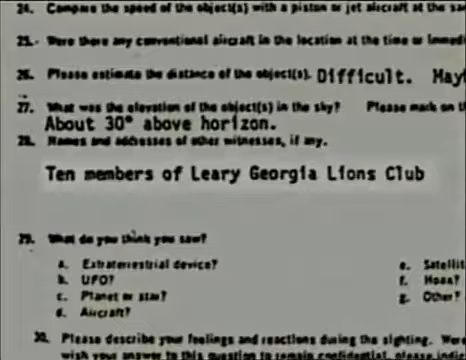 24. Compare the speed of the object(s) with a piston or jet aircraft at the
25. Were there any conventional aircraft in the location at the time or
26. Please estimate the distance of the object(s). Difficult.
27. What was the elevation of the object(s) in the sky? Please mark on
About 30° above horizon.
28. Names and addresses of other witnesses, if any.
Ten members of Leary Georgia Lions Club
29. What do you think you saw?
a. Extraterrestrial device? e.
b. UFO? f. Hoax?
c. Planet or star? g. Other?
d. Aircraft?
30. Please describe your feelings and reactions during the sighting.
wish your answer to this question to remain confidential, please